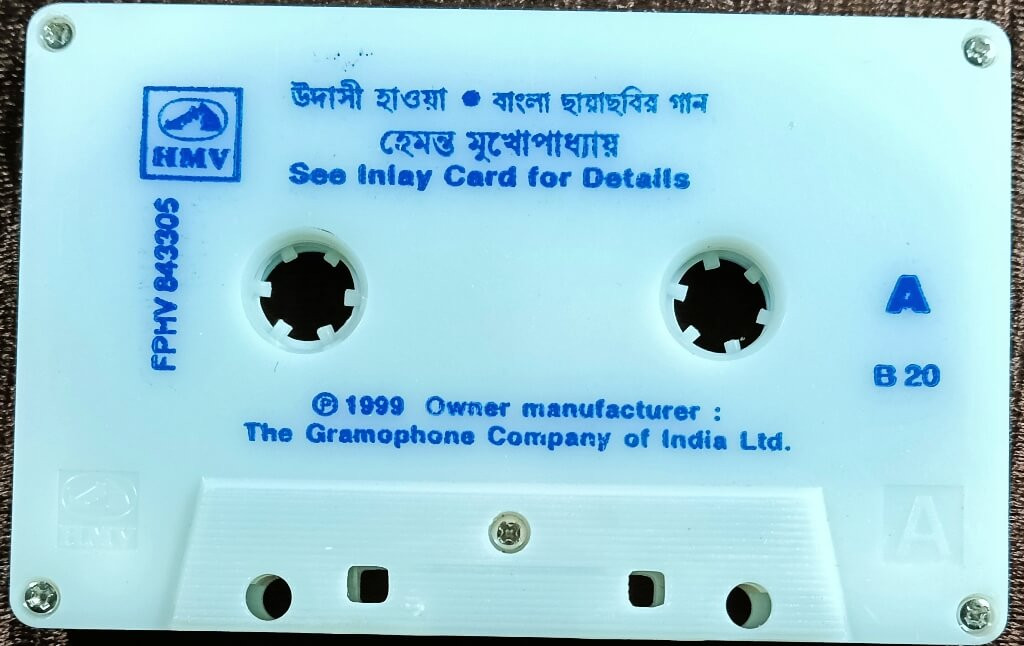 উদাসী হাওয়া ● বাংলা ছায়াছবির গান
হেমন্ত মুখোপাধ্যায়
See Inlay Card for Details
HMV
FPHV 843305
A
B 20
℗ 1999 Owner manufacturer :
The Gramophone Company of India Ltd.
HMV
A